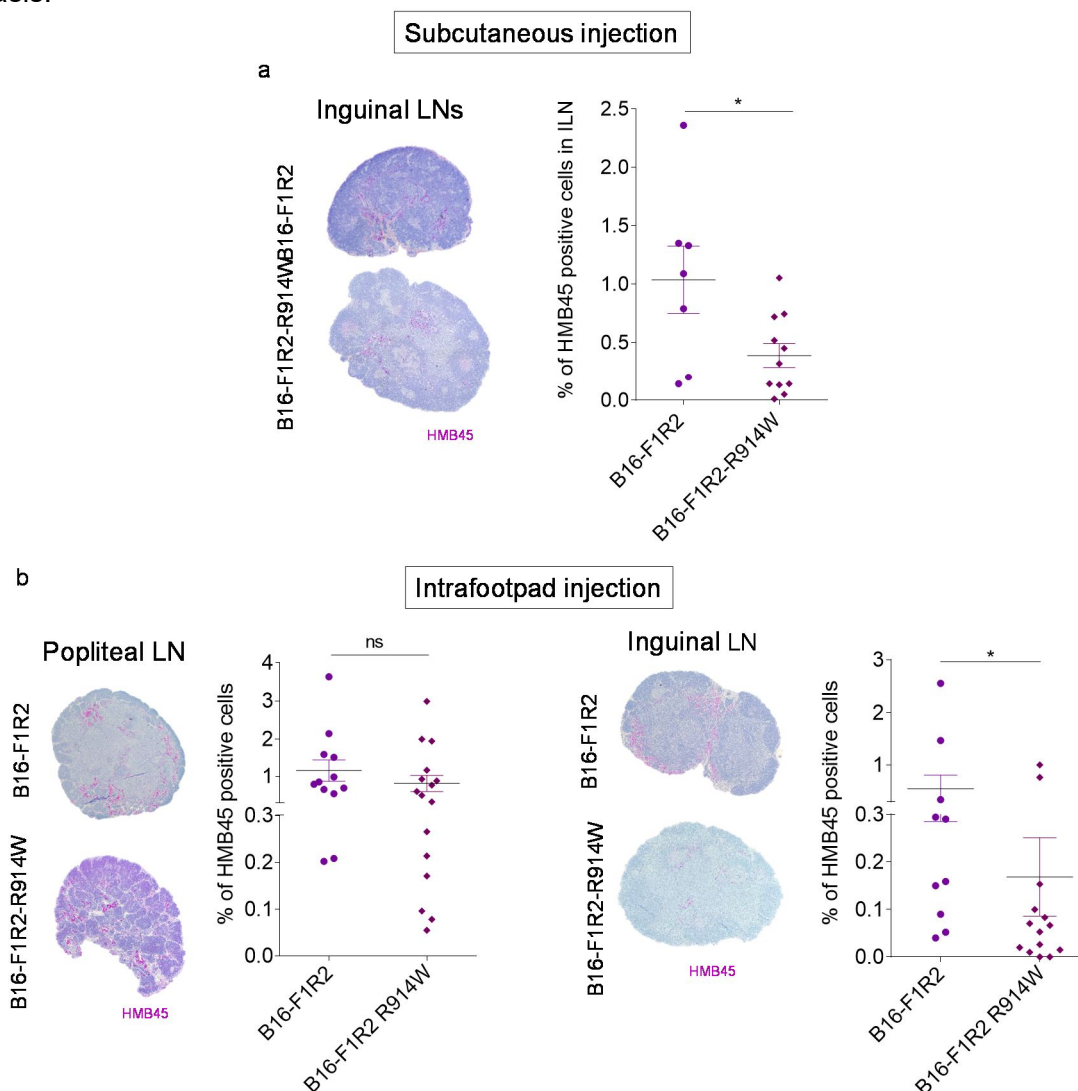 Subcutaneous injection
a
Inguinal LNs
B16-F1R2
B16-F1R2-R914W
HMB45
% of HMB45 positive cells in ILN
*
2.5
2.0
1.5
1.0
0.5
0.0
B16-F1R2
B16-F1R2-R914W
b
Intrafootpad injection
Popliteal LN
B16-F1R2
B16-F1R2-R914W
HMB45
% of HMB45 positive cells
ns
4
3
2
1
0.3
0.2
0.1
0.0
B16-F1R2
B16-F1R2 R914W
Inguinal LN
B16-F1R2
B16-F1R2-R914W
HMB45
% of HMB45 positive cells
*
3
2
1
0.3
0.2
0.1
0.0
B16-F1R2
B16-F1R2 R914W